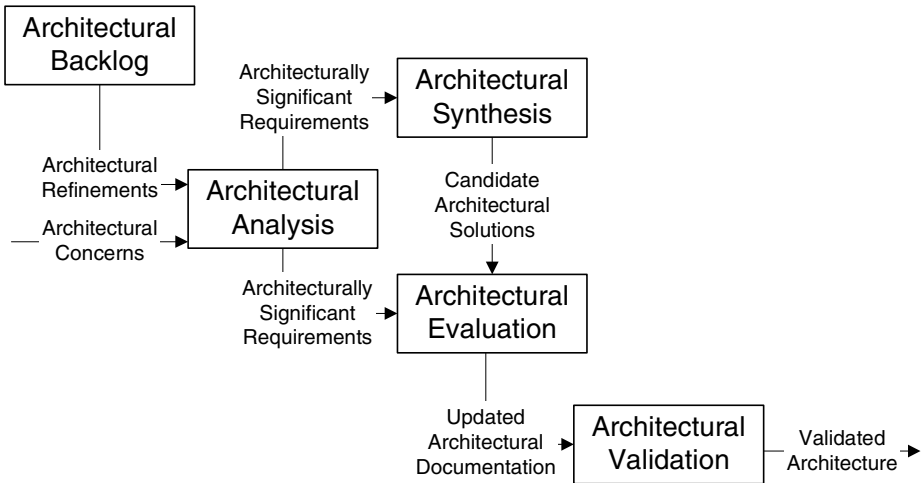 Architectural
Backlog
Architecturally
Significant
Requirements
Architectural
Synthesis
Architectural
Refinements
Architectural
Analysis
Candidate
Architectural
Solutions
Architectural
Concerns
Architecturally
Significant
Requirements
Architectural
Evaluation
Updated
Architectural
Documentation
Architectural
Validation
Validated
Architecture